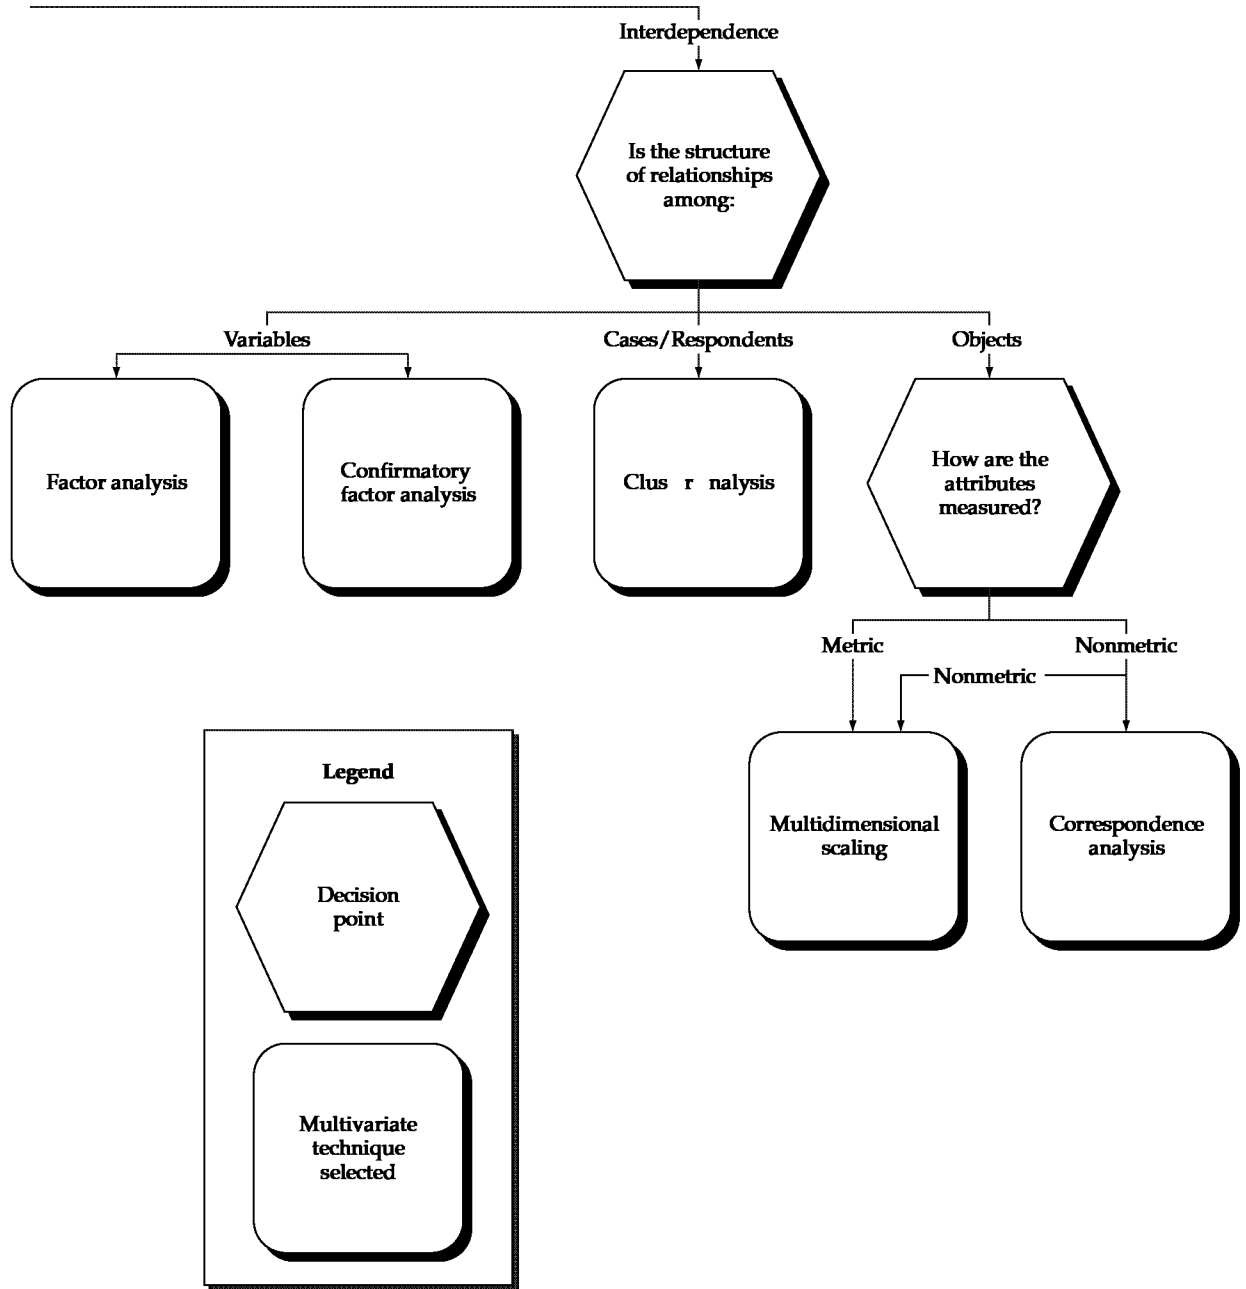 Interdependence
Is the structure
of relationships
among:
Variables
Cases/Respondents
Objects
Factor analysis
Confirmatory
factor analysis
Clus r nalysis
How are the
attributes
measured?
Metric
Nonmetric
Nonmetric
Legend
Multidimensional
scaling
Correspondence
analysis
Decision
point
Multivariate
technique
selected